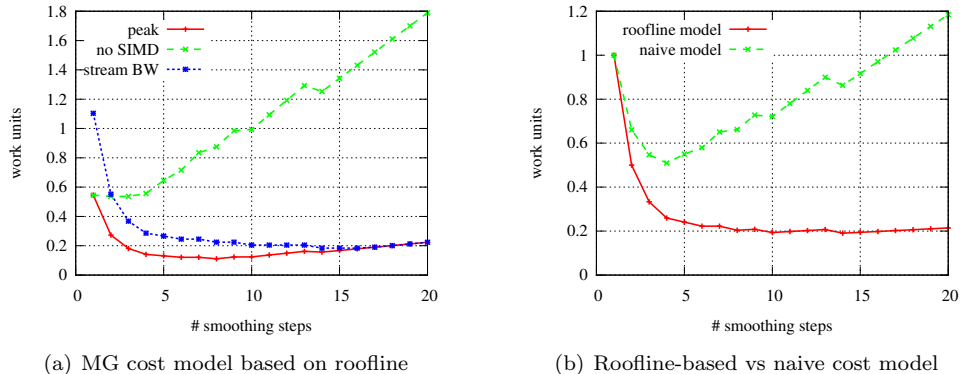 1.8
1.6
1.4
1.2
1
0.8
0.6
0.4
0.2
0
work units
peak
no SIMD
stream BW
0
5
10
15
20
# smoothing steps
(a) MG cost model based on roofline
1.2
1
0.8
0.6
0.4
0.2
0
work units
roofline model
naive model
0
5
10
15
20
# smoothing steps
(b) Roofline-based vs naive cost model